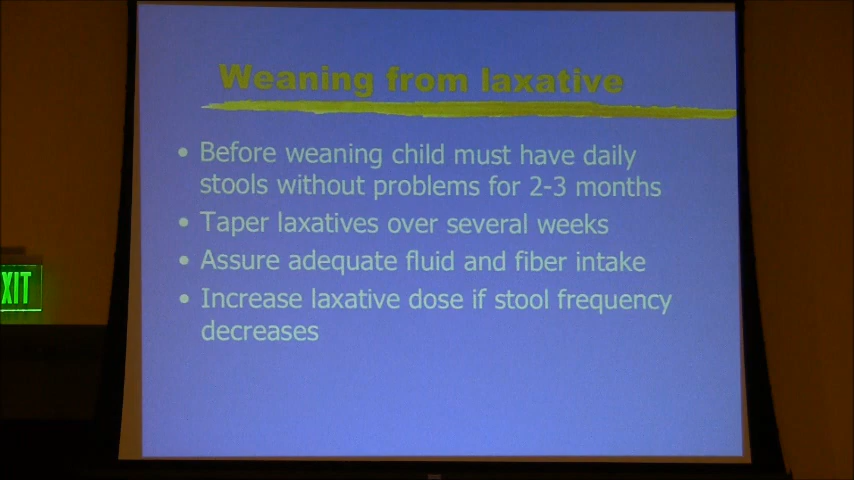 Weaning from laxative
• Before weaning child must have daily
stools without problems for 2-3 months
• Taper laxatives over several weeks
• Assure adequate fluid and fiber intake
• Increase laxative dose if stool frequency
decreases
XIT